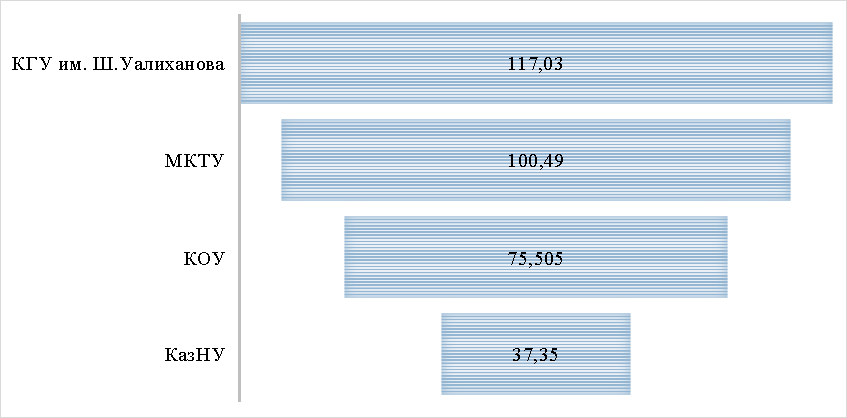 КГУ им. Ш.Уалиханова 117,03
МКТУ 100,49
КОУ 75,505
КазНУ 37,35